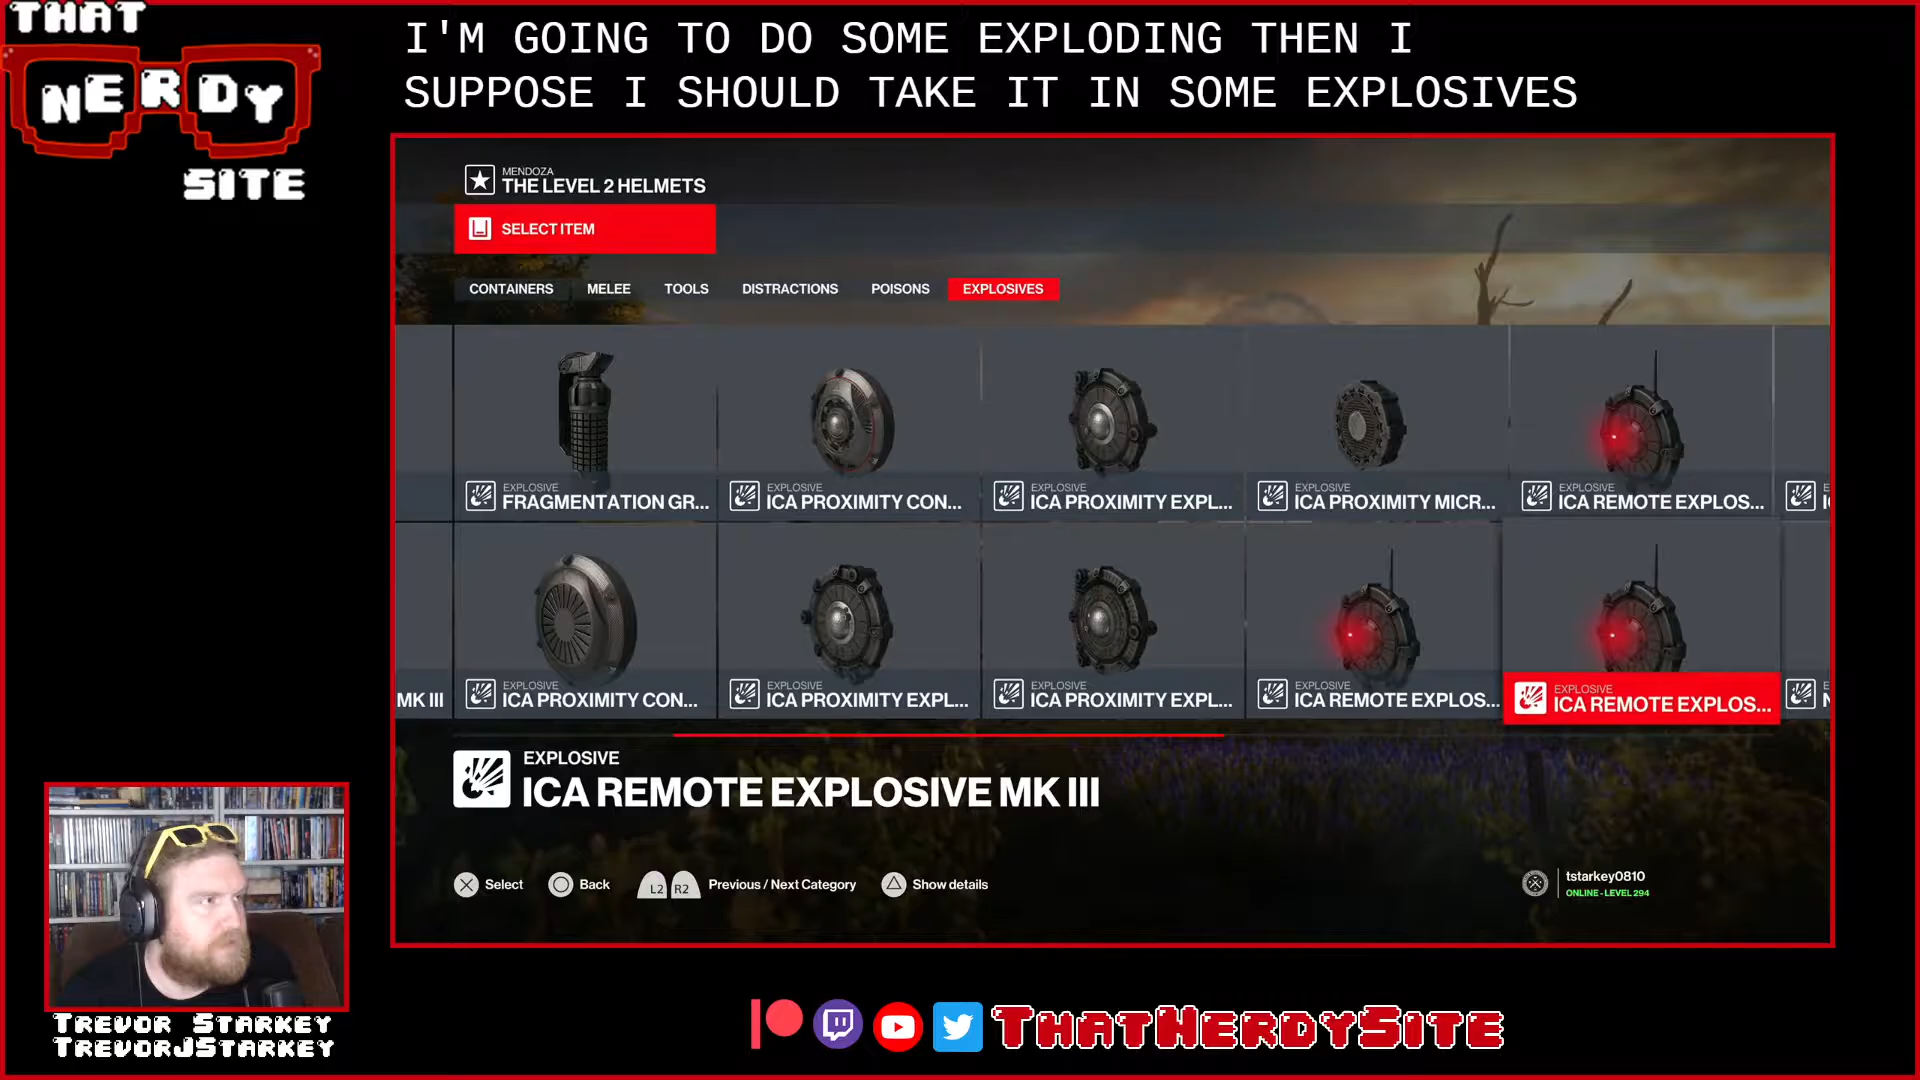 THAT
NERDY
SITE
I'M GOING TO DO SOME EXPLODING THEN I
SUPPOSE I SHOULD TAKE IT IN SOME EXPLOSIVES
MENDOZA
THE LEVEL 2 HELMETS
SELECT ITEM
CONTAINERS MELEE TOOLS DISTRACTIONS POISONS EXPLOSIVES
EXPLOSIVE
FRAGMENTATION GR...
EXPLOSIVE
ICA PROXIMITY CON...
EXPLOSIVE
ICA PROXIMITY EXPL...
EXPLOSIVE
ICA PROXIMITY MICR...
EXPLOSIVE
ICA REMOTE EXPLOS...
MK III
EXPLOSIVE
ICA PROXIMITY CON...
EXPLOSIVE
ICA PROXIMITY EXPL...
EXPLOSIVE
ICA PROXIMITY EXPL...
EXPLOSIVE
ICA REMOTE EXPLOS...
EXPLOSIVE
ICA REMOTE EXPLOS...
EXPLOSIVE
ICA REMOTE EXPLOSIVE MK III
Select Back L2 R2 Previous / Next Category Show details
tstarkey0810
ONLINE - LEVEL 294
TREVOR STARKEY
TREVORJSTARKEY
THATNERDYSITE